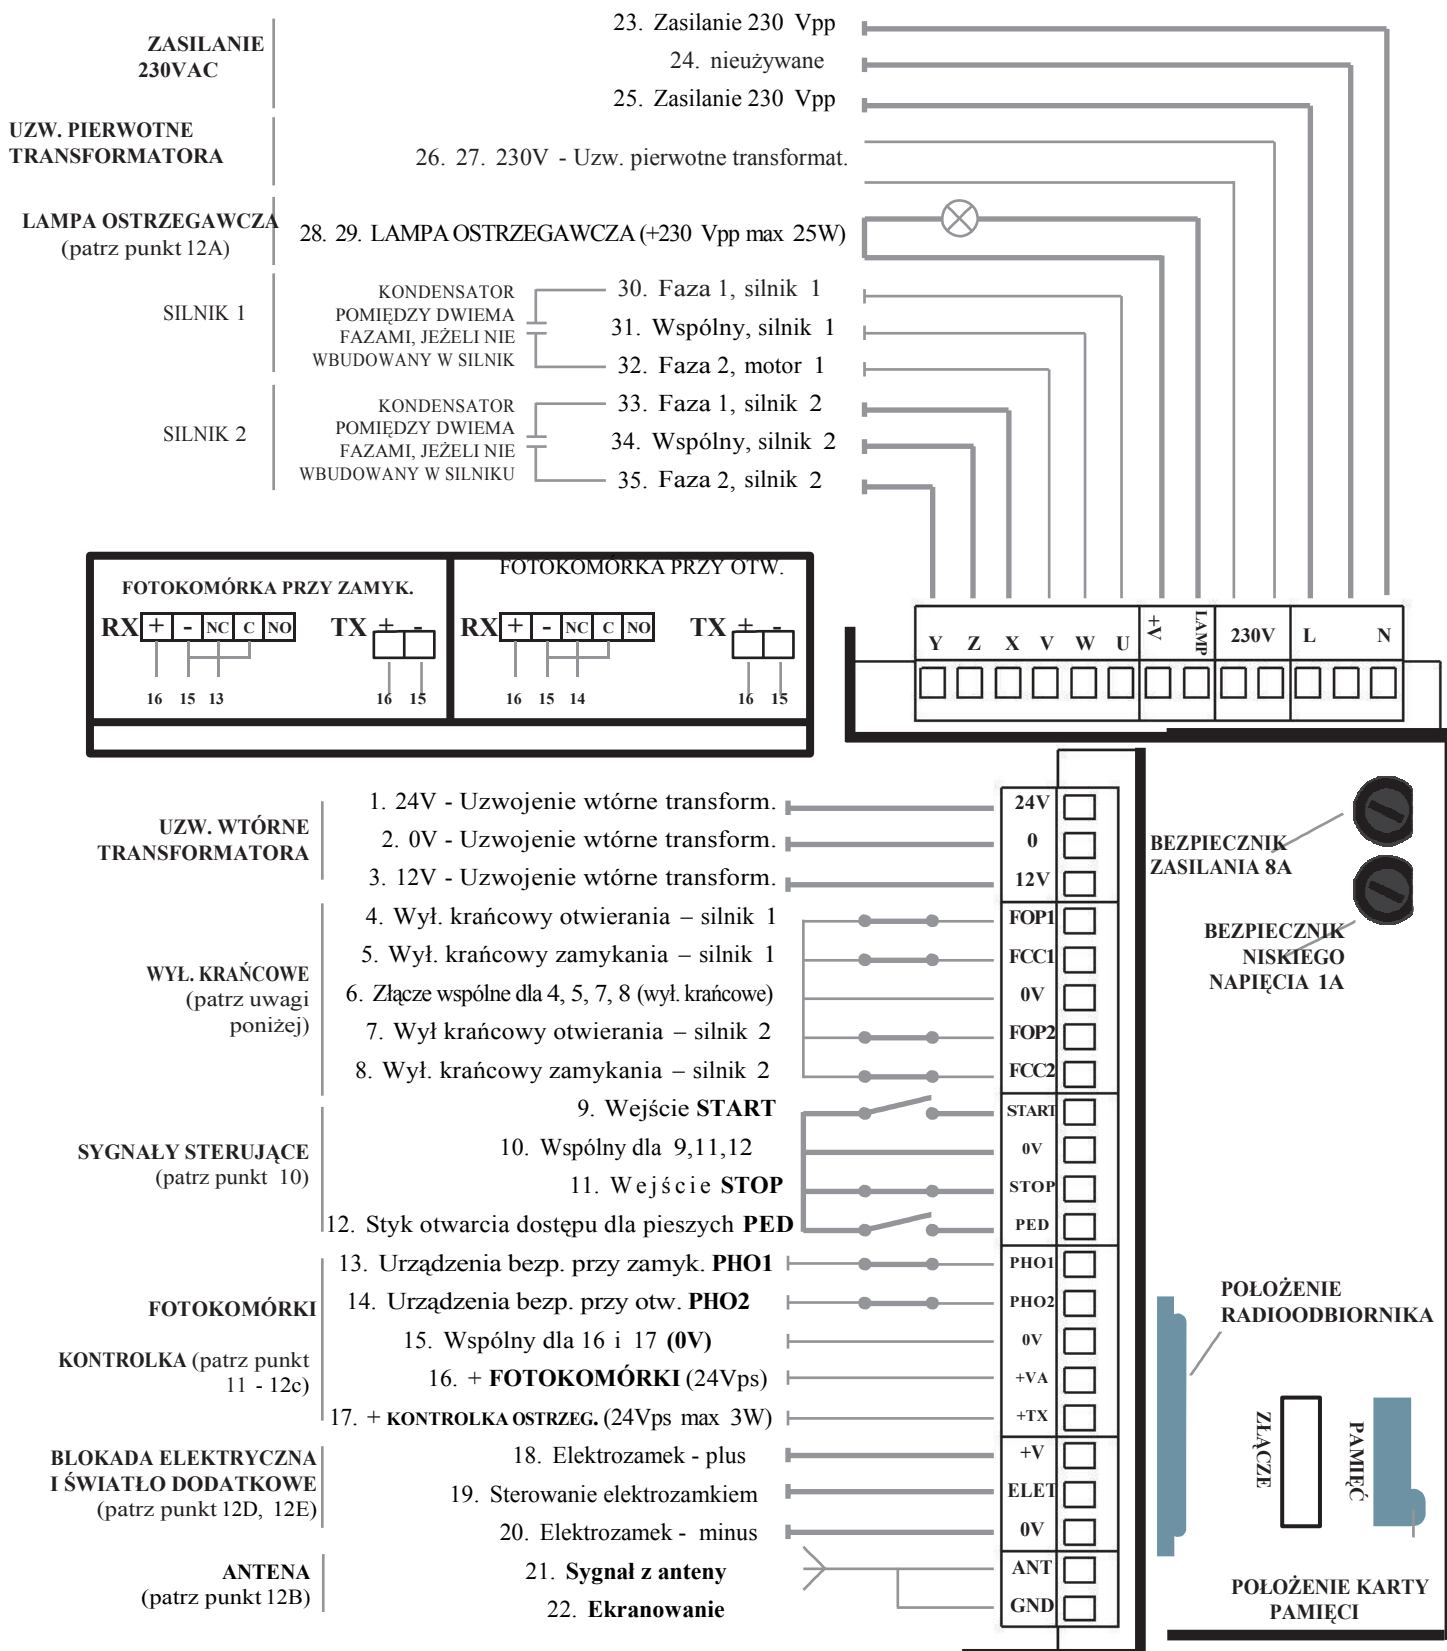 ZASILANIE
230VAC
23. Zasilanie 230 Vpp
24. nieużywane
25. Zasilanie 230 Vpp
UZW. PIERWOTNE
TRANSFORMATORA
26. 27. 230V - Uzw. pierwotne transformat.
LAMPA OSTRZEGAWCZA
(patrz punkt 12A)
28. 29. LAMPA OSTRZEGAWCZA (+230 Vpp max 25W)
SILNIK 1
KONDENSATOR
POMIĘDZY DWIEMA
FAZAMI, JEŻELI NIE
WBUDOWANY W SILNIK
30. Faza 1, silnik 1
31. Wspólny, silnik 1
32. Faza 2, motor 1
SILNIK 2
KONDENSATOR
POMIĘDZY DWIEMA
FAZAMI, JEŻELI NIE
WBUDOWANY W SILNIKU
33. Faza 1, silnik 2
34. Wspólny, silnik 2
35. Faza 2, silnik 2
FOTOKOMÓRKA PRZY ZAMYK.
RX + - NC C NO TX + -
16 15 13 16 15
FOTOKOMÓRKA PRZY OTW.
RX + - NC C NO TX + -
16 15 14 16 15
Y Z X V W U +V LAMP 230V L N
UZW. WTÓRNE
TRANSFORMATORA
1. 24V - Uzwojenie wtórne transform. 24V
2. 0V - Uzwojenie wtórne transform. 0
3. 12V - Uzwojenie wtórne transform. 12V
WYŁ. KRAŃCOWE
(patrz uwagi
poniżej)
4. Wył. krańcowy otwierania – silnik 1 FOP1
5. Wył. krańcowy zamykania – silnik 1 FCC1
6. Złącze wspólne dla 4, 5, 7, 8 (wył. krańcowe) 0V
7. Wył krańcowy otwierania – silnik 2 FOP2
8. Wył. krańcowy zamykania – silnik 2 FCC2
SYGNAŁY STERUJĄCE
(patrz punkt 10)
9. Wejście START START
10. Wspólny dla 9,11,12 0V
11. Wejście STOP STOP
12. Styk otwarcia dostępu dla pieszych PED PED
FOTOKOMÓRKI
KONTROLKA (patrz punkt
11 - 12c)
13. Urządzenia bezp. przy zamyk. PHO1 PHO1
14. Urządzenia bezp. przy otw. PHO2 PHO2
15. Wspólny dla 16 i 17 (0V) 0V
16. + FOTOKOMÓRKI (24Vps) +VA
17. + KONTROLKA OSTRZEG. (24Vps max 3W) +TX
BLOKADA ELEKTRYCZNA
I ŚWIATŁO DODATKOWE
(patrz punkt 12D, 12E)
18. Elektrozamek - plus +V
19. Sterowanie elektrozamkiem ELET
20. Elektrozamek - minus 0V
ANTENA
(patrz punkt 12B)
21. Sygnał z anteny ANT
22. Ekranowanie GND
BEZPIECZNIK
ZASILANIA 8A
BEZPIECZNIK
NISKIEGO
NAPIĘCIA 1A
POŁOŻENIE
RADIOODBIORNIKA
ZŁĄCZE
PAMIĘĆ
POŁOŻENIE KARTY
PAMIĘCI